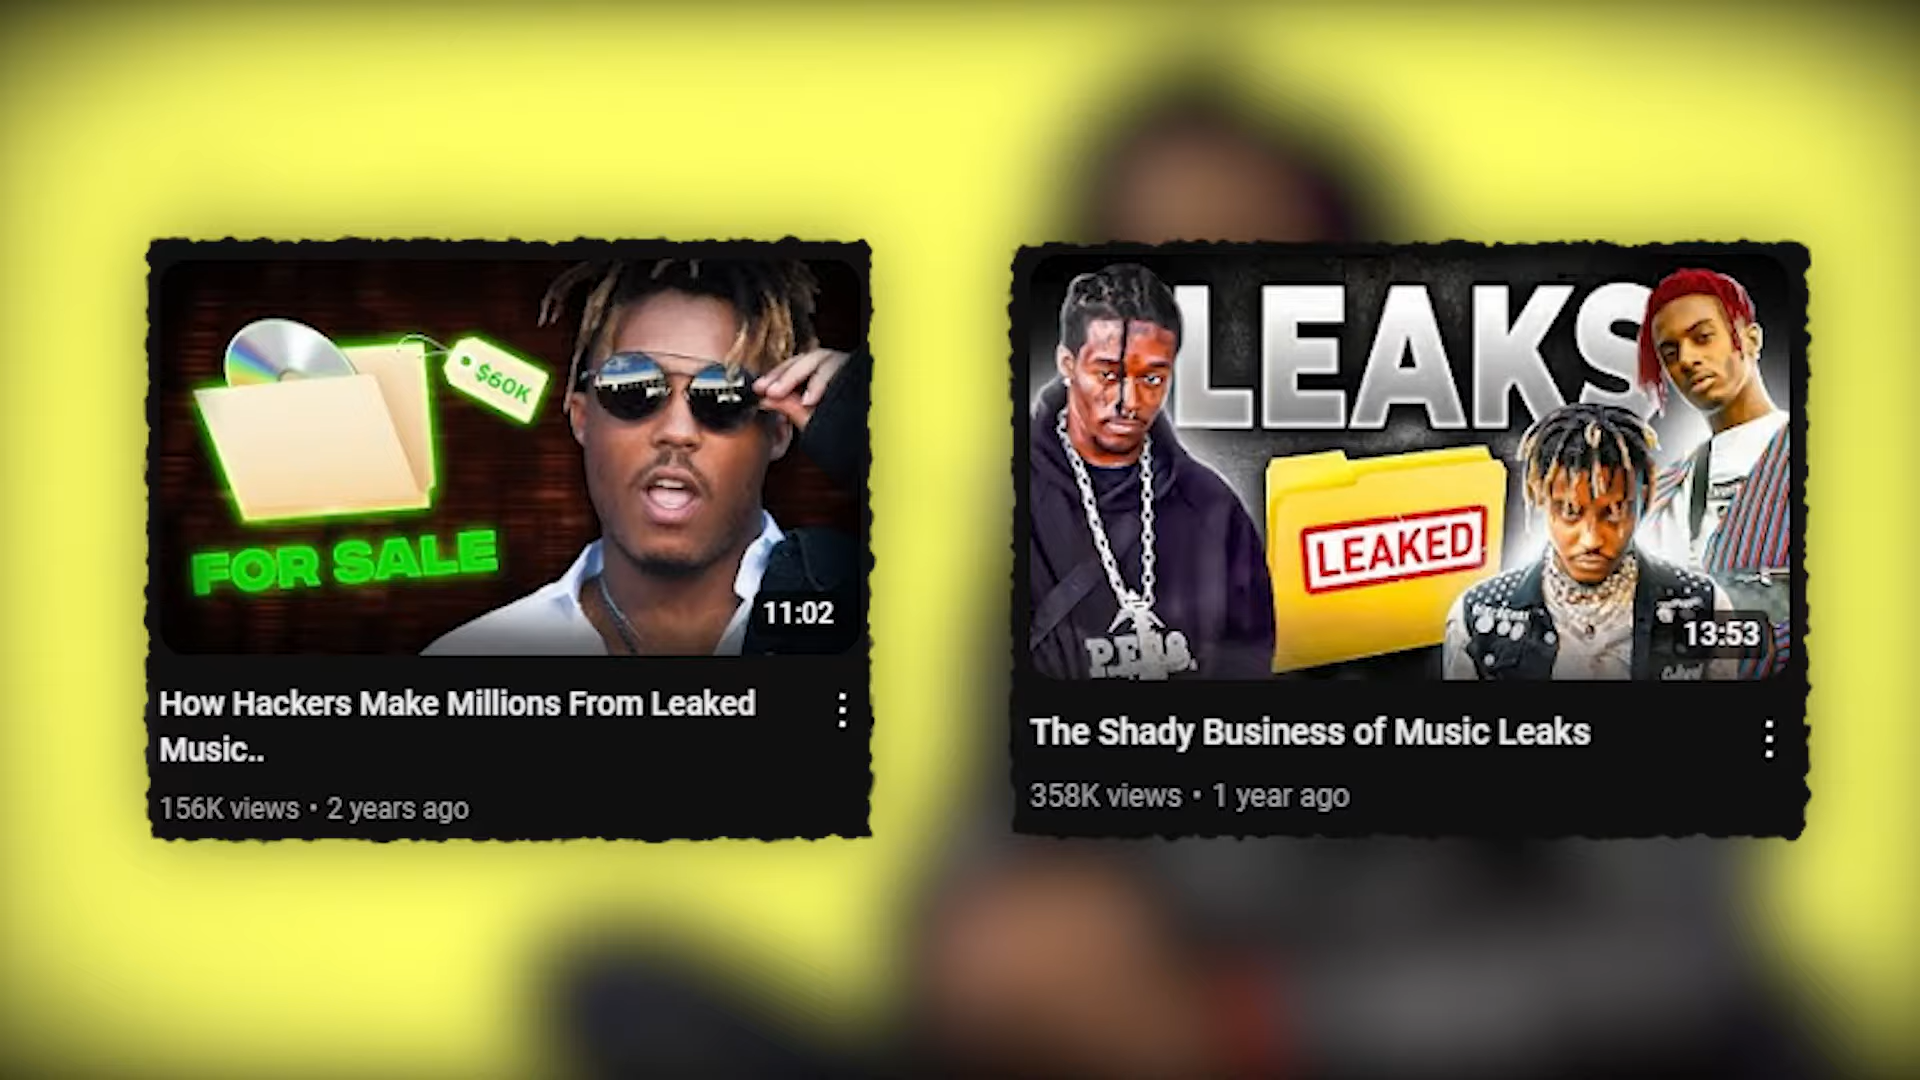 $60K
FOR SALE
11:02
How Hackers Make Millions From Leaked
Music..
156K views • 2 years ago
LEAKS
LEAKED
13:53
The Shady Business of Music Leaks
358K views • 1 year ago